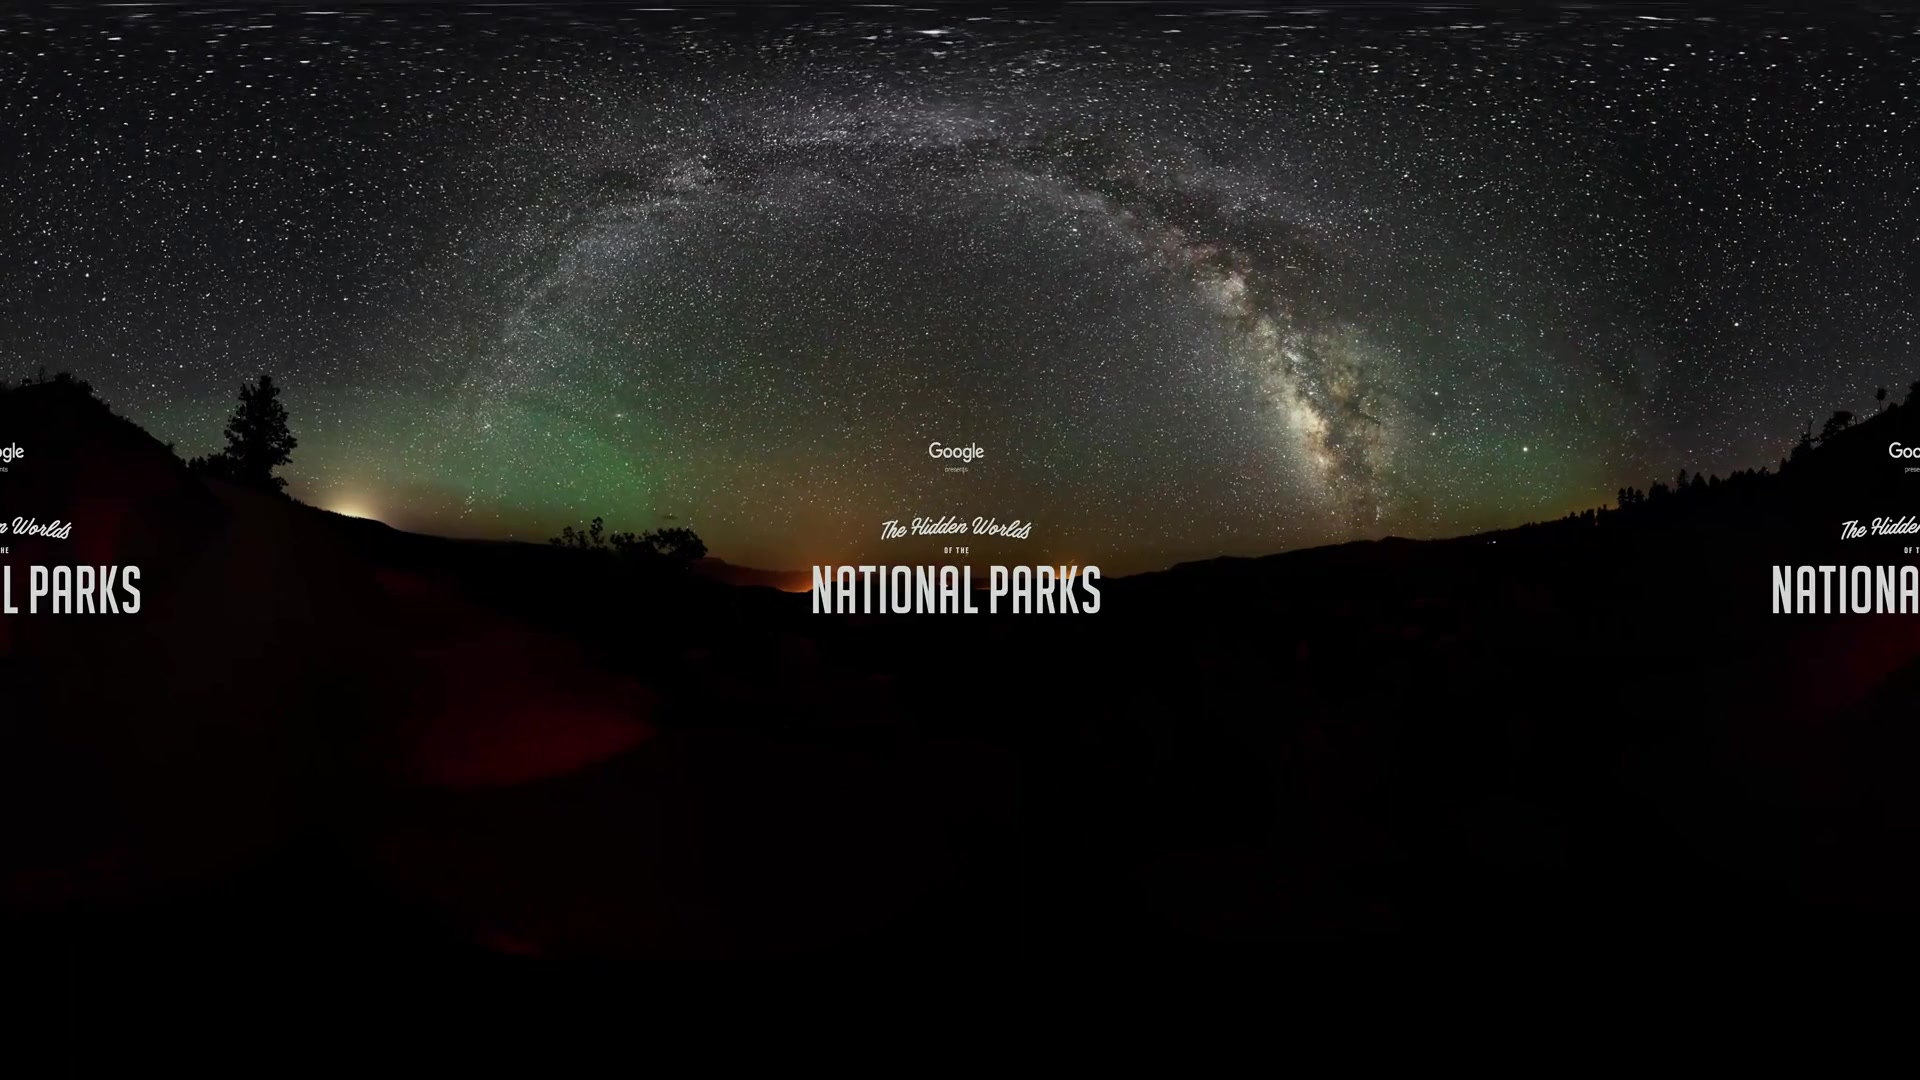 Google
presents
The Hidden Worlds
OF THE
NATIONAL PARKS
gle
nts
n Worlds
HE
L PARKS
Goo
prese
The Hidde
OF T
NATIONA